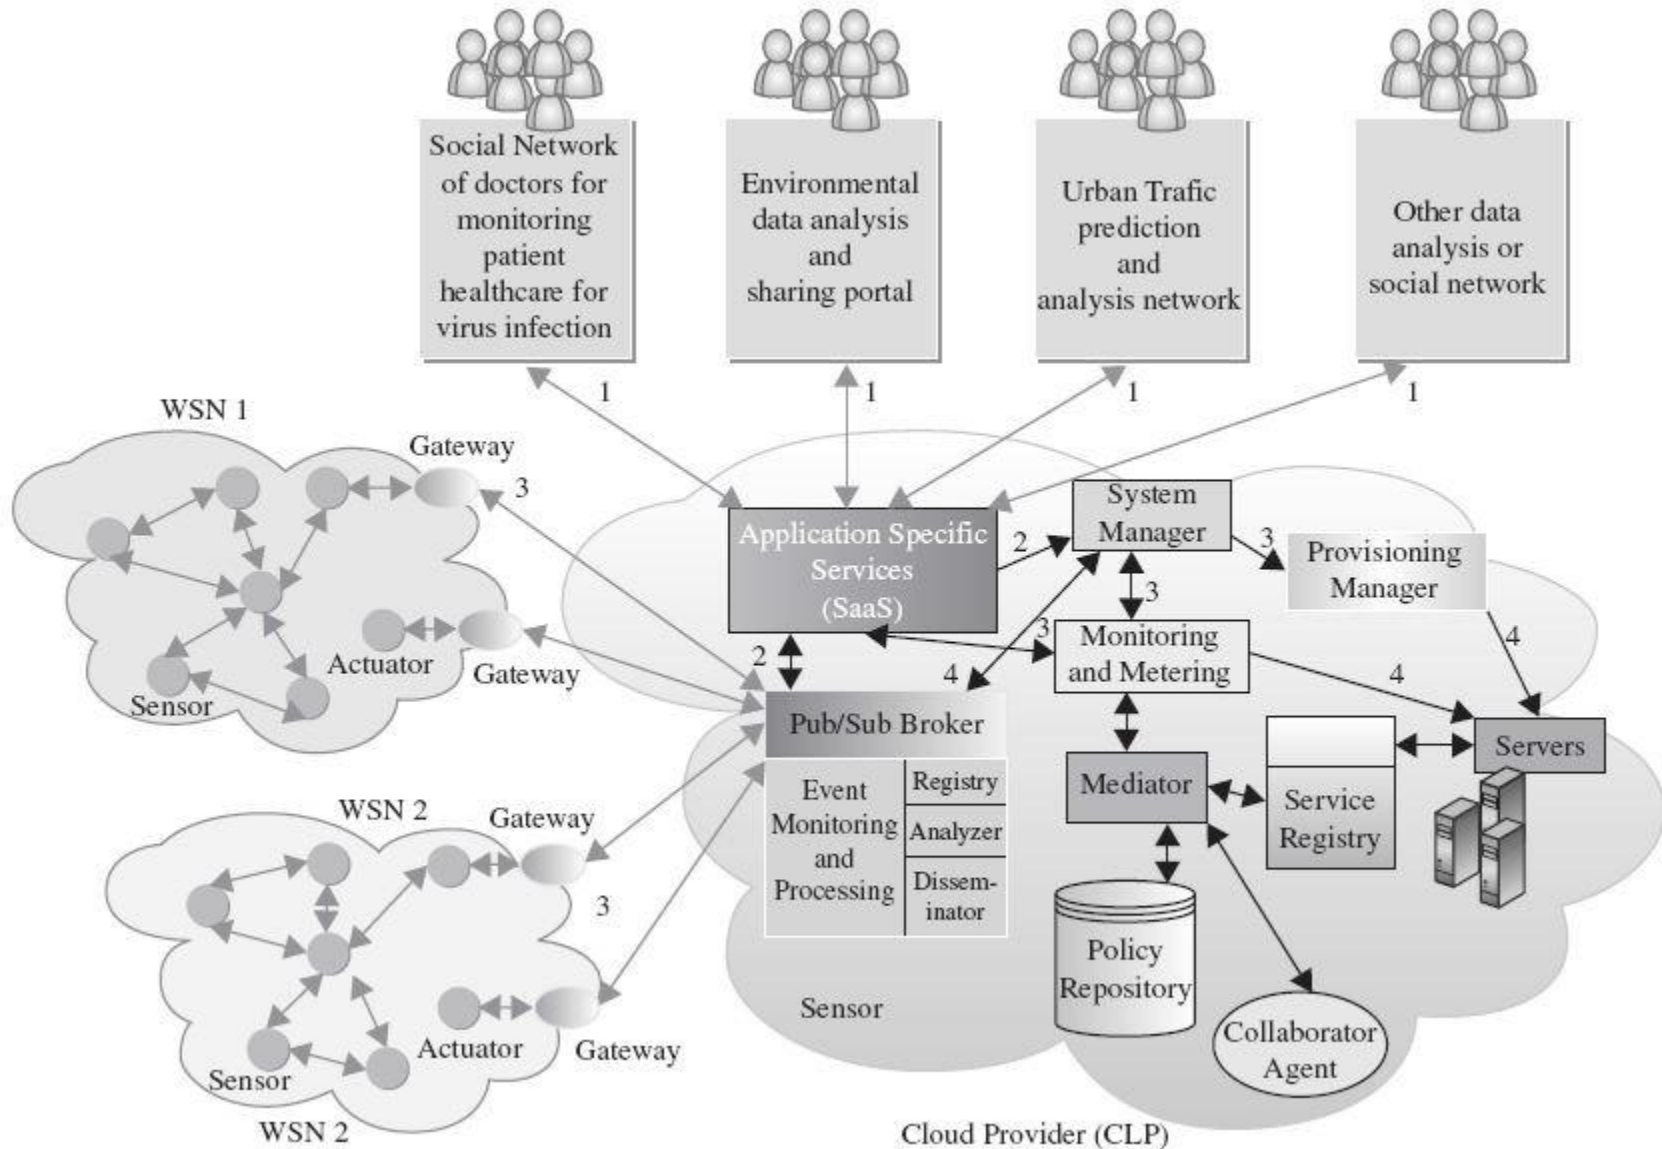 Social Network
of doctors for
monitoring
patient
healthcare for
virus infection
Environmental
data analysis
and
sharing portal
Urban Trafic
prediction
and
analysis network
Other data
analysis or
social network
1
1
1
1
WSN 1
Gateway
3
Actuator
Gateway
Sensor
Application Specific
Services
(SaaS)
2
System
Manager
3
Provisioning
Manager
3
3
Monitoring
and Metering
2
4
4
4
Pub/Sub Broker
Event
Monitoring
and
Processing
Registry
Analyzer
Dissem-
inator
Mediator
Service
Registry
Servers
Policy
Repository
Collaborator
Agent
Sensor
WSN 2
Gateway
3
Actuator
Gateway
Sensor
WSN 2
Cloud Provider (CLP)